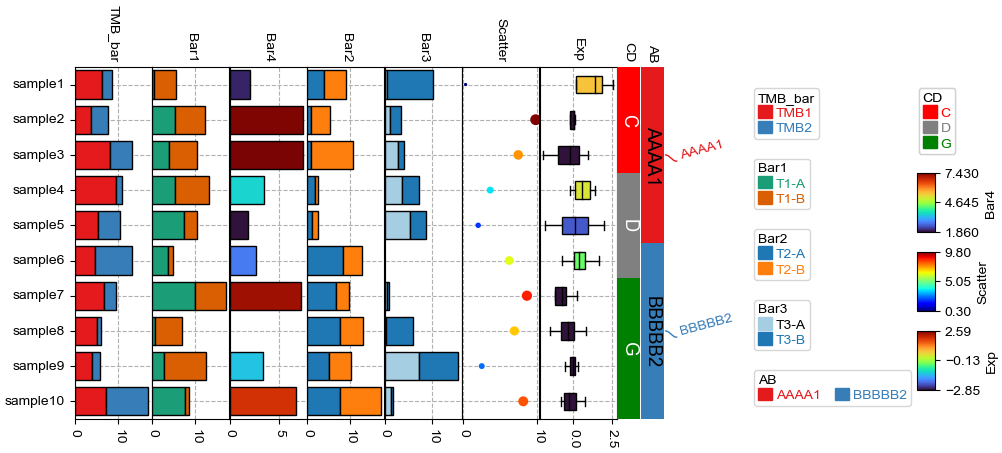 TMB_bar
Bar1
Bar4
Bar2
Bar3
Scatter
Exp
CD
AB
sample1
sample2
sample3
sample4
sample5
sample6
sample7
sample8
sample9
sample10
0 10
0 10
0 5
0 10
0 10
0 10
0.0 2.5
C
D
G
AAAA1
BBBBB2
AAAA1
BBBBB2
TMB_bar
TMB1
TMB2
Bar1
T1-A
T1-B
Bar2
T2-A
T2-B
Bar3
T3-A
T3-B
AB
AAAA1 BBBBB2
CD
C
D
G
7.430
4.645
1.860
Bar4
9.80
5.05
0.30
Scatter
2.59
-0.13
-2.85
Exp